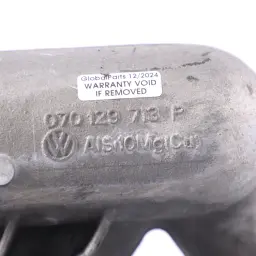 GlobalParts 12/2024
WARRANTY VOID
IF REMOVED
070 129 713 P
AlSi10Mg(Cu)